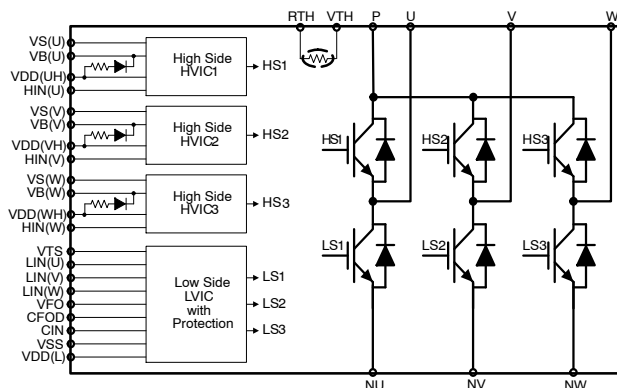 RTH VTH P U V W
VS(U)
VB(U)
VDD(UH)
HIN(U)
High Side
HVIC1
HS1
VS(V)
VB(V)
VDD(VH)
HIN(V)
High Side
HVIC2
HS2
VS(W)
VB(W)
VDD(WH)
HIN(W)
High Side
HVIC3
HS3
VTS
LIN(U)
LIN(V)
LIN(W)
VFO
CFOD
CIN
VSS
VDD(L)
Low Side
LVIC
with
Protection
LS1
LS2
LS3
HS1 HS2 HS3
LS1 LS2 LS3
NU NV NW